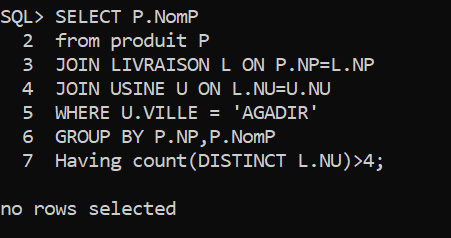 SQL> SELECT P.NomP
  2  from produit P
  3  JOIN LIVRAISON L ON P.NP=L.NP
  4  JOIN USINE U ON L.NU=U.NU
  5  WHERE U.VILLE = 'AGADIR'
  6  GROUP BY P.NP,P.NomP
  7  Having count(DISTINCT L.NU)>4;
no rows selected